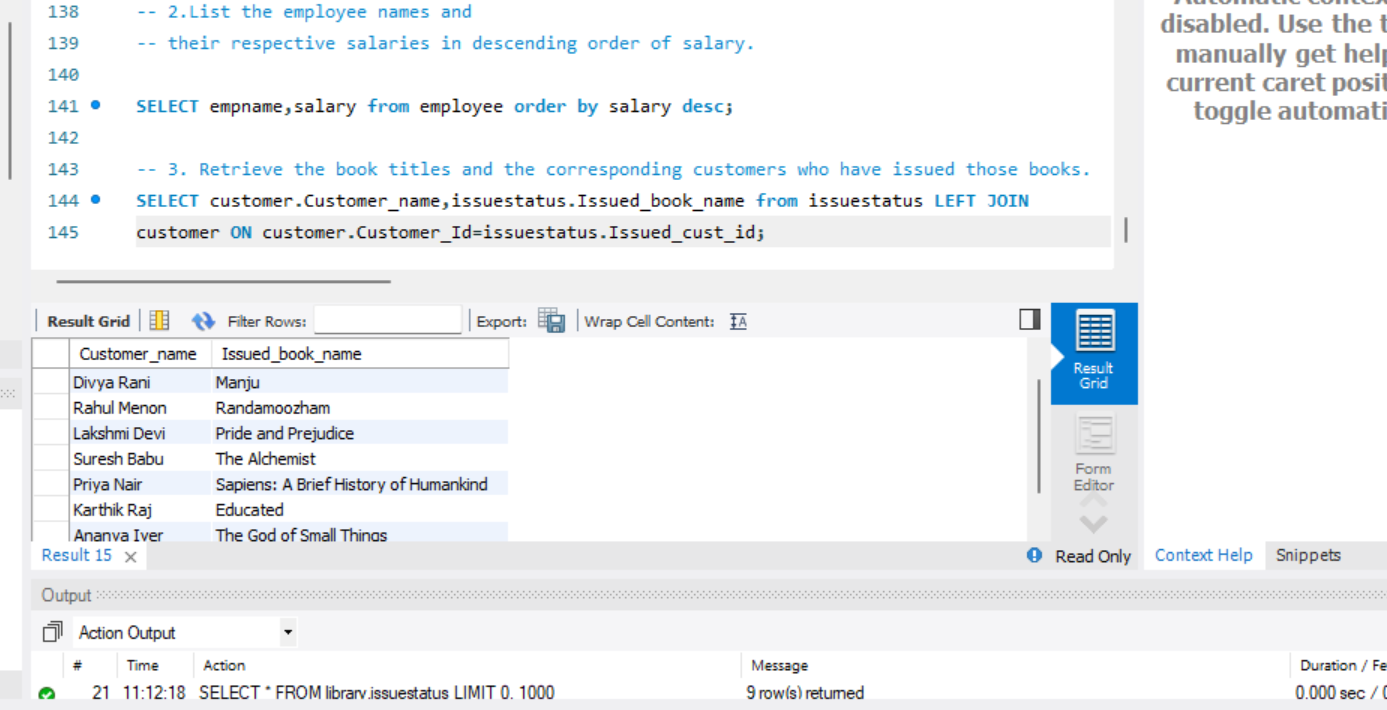 Automatic context
disabled. Use the t
manually get help
current caret posit
toggle automati
138 -- 2.List the employee names and
139 -- their respective salaries in descending order of salary.
140
141 SELECT empname,salary from employee order by salary desc;
142
143 -- 3. Retrieve the book titles and the corresponding customers who have issued those books.
144 SELECT customer.Customer_name,issuestatus.Issued_book_name from issuestatus LEFT JOIN
145 customer ON customer.Customer_Id=issuestatus.Issued_cust_id;
Result Grid Filter Rows: Export: Wrap Cell Content: IA
Customer_name Issued_book_name
Divya Rani Manju
Rahul Menon Randamoozham
Lakshmi Devi Pride and Prejudice
Suresh Babu The Alchemist
Priya Nair Sapiens: A Brief History of Humankind
Karthik Raj Educated
Ananya Iyer The God of Small Things
Result
Grid
Form
Editor
Result 15 Read Only Context Help Snippets
Output
Action Output
# Time Action Message Duration / Fe
21 11:12:18 SELECT * FROM library.issuestatus LIMIT 0, 1000 9 row(s) returned 0.000 sec / 0